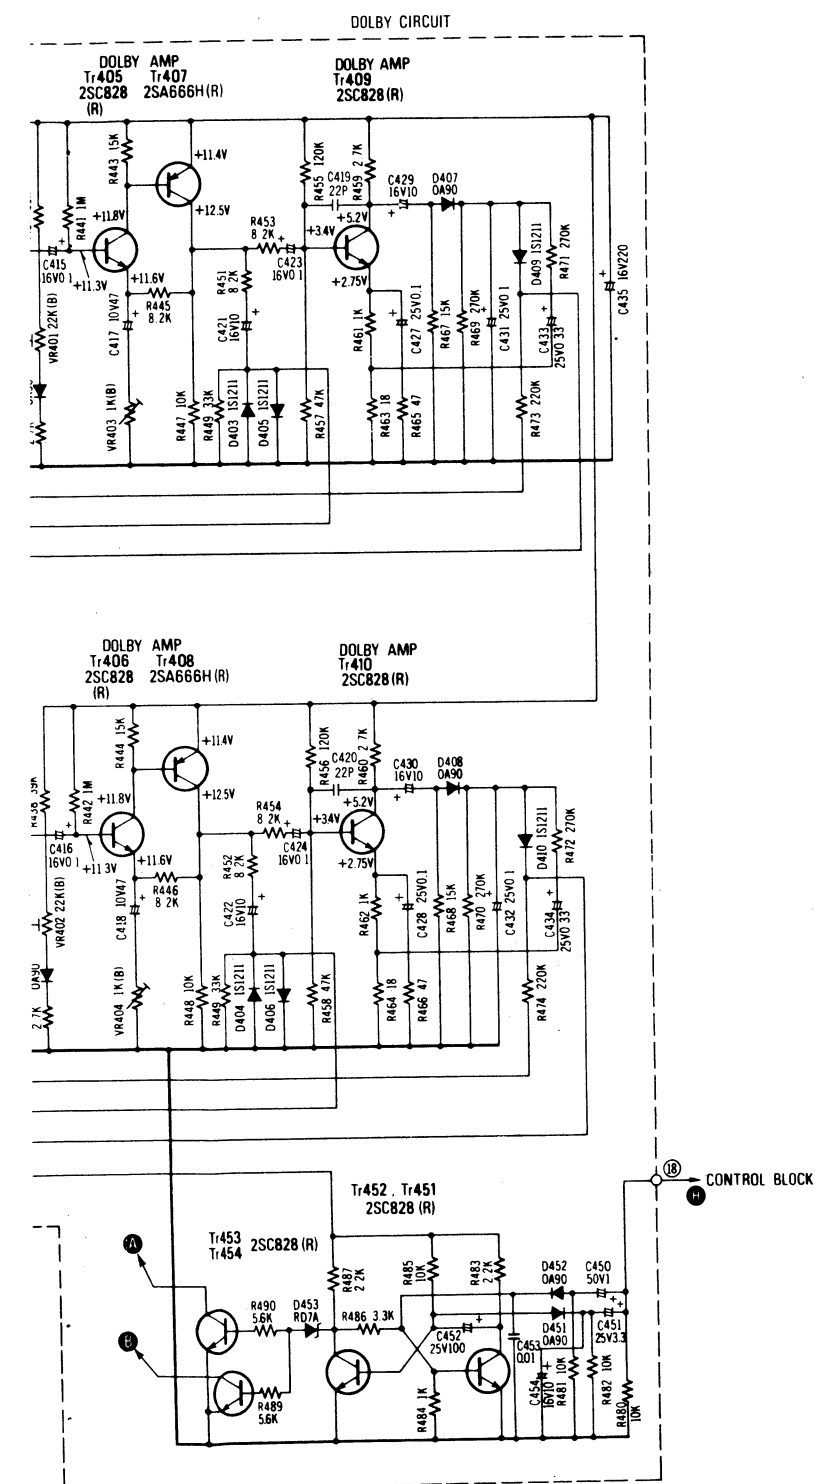 DOLBY CIRCUIT
DOLBY AMP
Tr405 Tr407
2SC828 2SA666H (R)
(R)
DOLBY AMP
Tr409
2SC828 (R)
R443 15K
+11.4V
R455 120K
C419
22P
R459 2.7K
C429
16V10
D407
OA90
R441 1M
+11.8V
+12.5V
R453
8.2K
+5.2V
+3.4V
C423
16V0.1
C415
16V0.1
+11.3V
+11.6V
R445
8.2K
R451
8.2K
+2.75V
D409 1S1211
R471 270K
C435 16V220
VR401 22K(B)
C417 10V47
C421
16V10
R461 1K
C427 25V0.1
R467 15K
R469 270K
C431 25V0.1
C433
25V0.33
VR403 1K(B)
R447 10K
R449 33K
D403 1S1211
D405 1S1211
R457 47K
R463 18
R465 47
R473 220K
DOLBY AMP
Tr406 Tr408
2SC828 2SA666H (R)
(R)
DOLBY AMP
Tr410
2SC828 (R)
R444 15K
+11.4V
R456 120K
C420
22P
R460 2.7K
C430
16V10
D408
OA90
R438 39K
R442 1M
+11.8V
+12.5V
R454
8.2K
+5.2V
+3.4V
C424
16V0.1
C416
16V0.1
+11.3V
+11.6V
R446
8.2K
R452
8.2K
+2.75V
D410 1S1211
R472 270K
VR402 22K(B)
C418 10V47
C422
16V10
R462 1K
C428 25V0.1
R468 15K
R470 270K
C432 25V0.1
C434
25V0.33
OA90
2.7K
VR404 1K(B)
R448 10K
R449 33K
D404 1S1211
D406 1S1211
R458 47K
R464 18
R466 47
R474 220K
18
CONTROL BLOCK
H
Tr452 , Tr451
2SC828 (R)
A
Tr453
Tr454
2SC828 (R)
R487
2.2K
R485
10K
R483
2.2K
D452
OA90
C450
50V1
R490
5.6K
D453
RD7A
R486 3.3K
C452
25V100
C453
0.01
D451
OA90
C451
25V3.3
B
R489
5.6K
R484 1K
C454
16V10
R481 10K
R482 10K
R480
10K